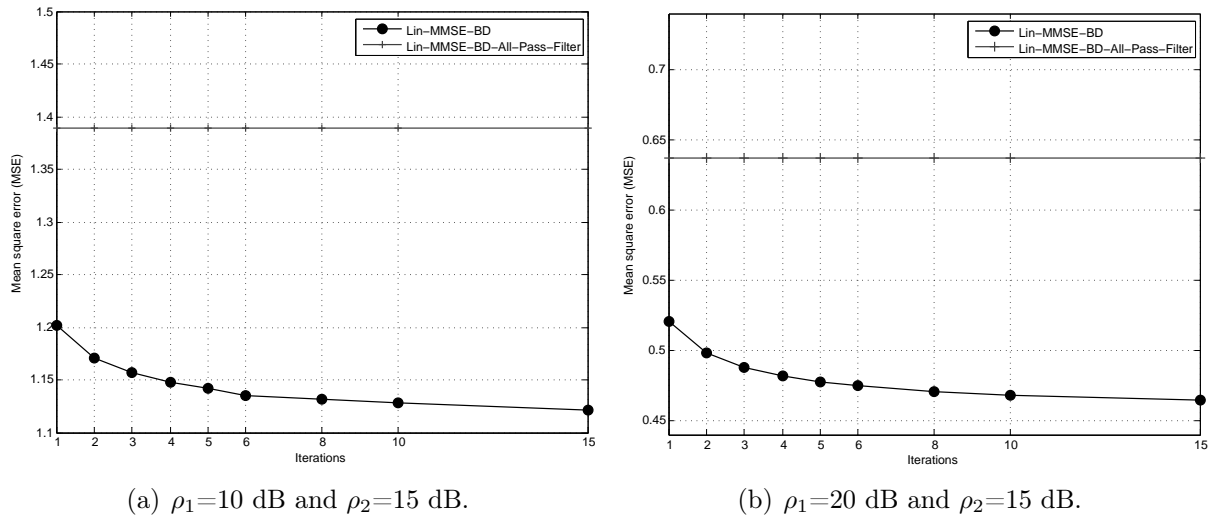 1.5
1.45
1.4
1.35
1.3
1.25
1.2
1.15
1.1
Mean square error (MSE)
Lin−MMSE−BD
Lin−MMSE−BD−All−Pass−Filter
1 2 3 4 5 6 8 10 15
Iterations
(a) ρ1=10 dB and ρ2=15 dB.
0.7
0.65
0.6
0.55
0.5
0.45
Mean square error (MSE)
Lin−MMSE−BD
Lin−MMSE−BD−All−Pass−Filter
1 2 3 4 5 6 8 10 15
Iterations
(b) ρ1=20 dB and ρ2=15 dB.